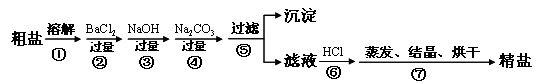 粗盐 溶解 ① BaCl₂ 过量 ② NaOH 过量 ③ Na₂CO₃ 过量 ④ 过滤 ⑤ 沉淀
滤液 HCl ⑥ 蒸发、结晶、烘干 ⑦ 精盐